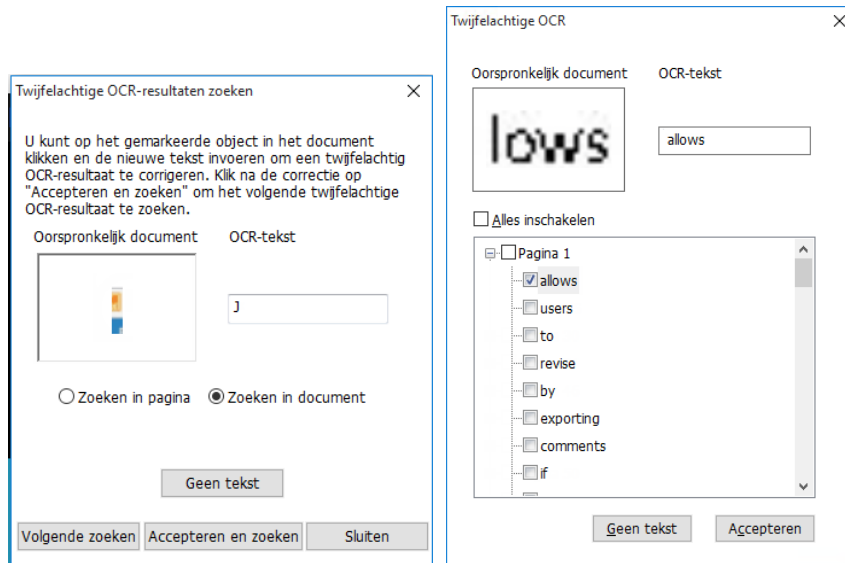 Twijfelachtige OCR-resultaten zoeken
U kunt op het gemarkeerde object in het document
klikken en de nieuwe tekst invoeren om een twijfelachtig
OCR-resultaat te corrigeren. Klik na de correctie op
"Accepteren en zoeken" om het volgende twijfelachtige
OCR-resultaat te zoeken.
Oorspronkelijk document OCR-tekst
J
Zoeken in pagina Zoeken in document
Geen tekst
Volgende zoeken Accepteren en zoeken Sluiten
Twijfelachtige OCR
Oorspronkelijk document OCR-tekst
lows allows
Alles inschakelen
Pagina 1
allows
users
to
revise
by
exporting
comments
if
Geen tekst Accepteren